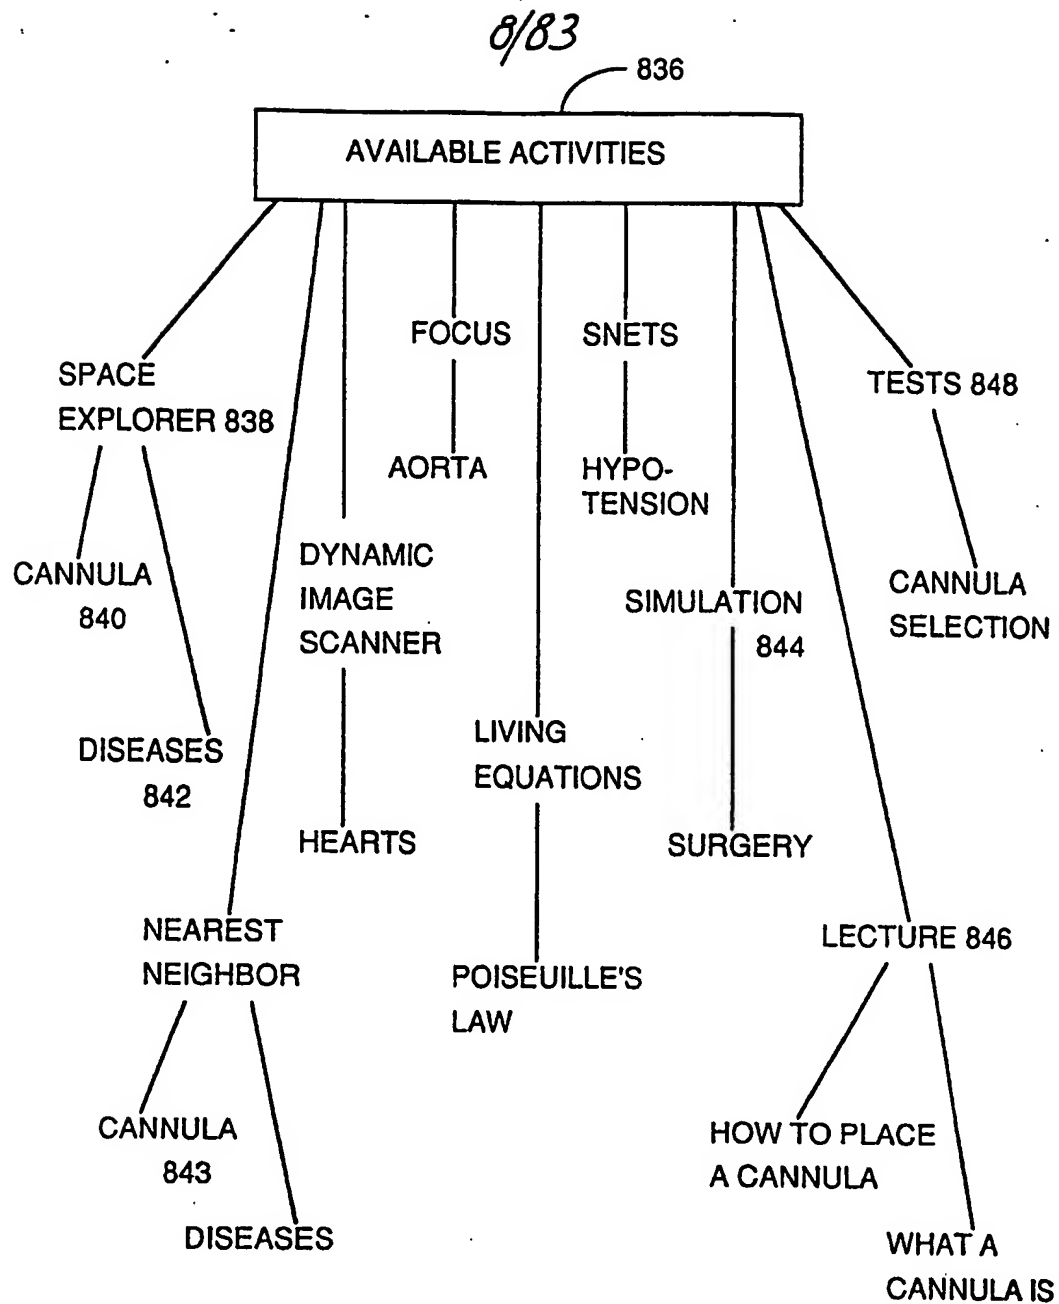 8/83
836
AVAILABLE ACTIVITIES
FOCUS
SNETS
SPACE
EXPLORER 838
TESTS 848
AORTA
HYPO-
TENSION
DYNAMIC
IMAGE
SCANNER
CANNULA
840
CANNULA
SELECTION
SIMULATION
844
DISEASES
842
LIVING
EQUATIONS
HEARTS
SURGERY
NEAREST
NEIGHBOR
LECTURE 846
POISEUILLE'S
LAW
CANNULA
843
HOW TO PLACE
A CANNULA
DISEASES
WHAT A
CANNULA IS